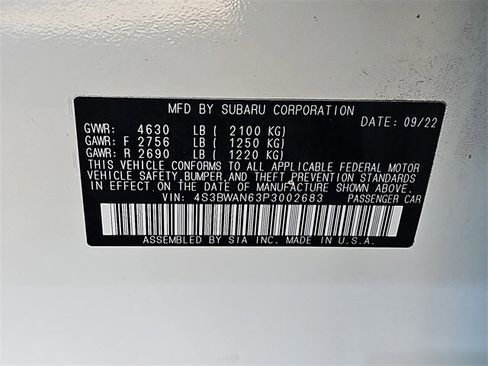 MFD BY SUBARU CORPORATION
DATE: 09/22
GVWR: 4630 LB ( 2100 KG)
GAWR: F 2756 LB ( 1250 KG)
GAWR: R 2690 LB ( 1220 KG)
THIS VEHICLE CONFORMS TO ALL APPLICABLE FEDERAL MOTOR
VEHICLE SAFETY, BUMPER, AND THEFT PREVENTION STANDARDS
IN EFFECT ON THE DATE OF MANUFACTURE SHOWN ABOVE.
VIN: 4S3BWAN63P3002683 PASSENGER CAR
ASSEMBLED BY SIA INC. MADE IN U.S.A.